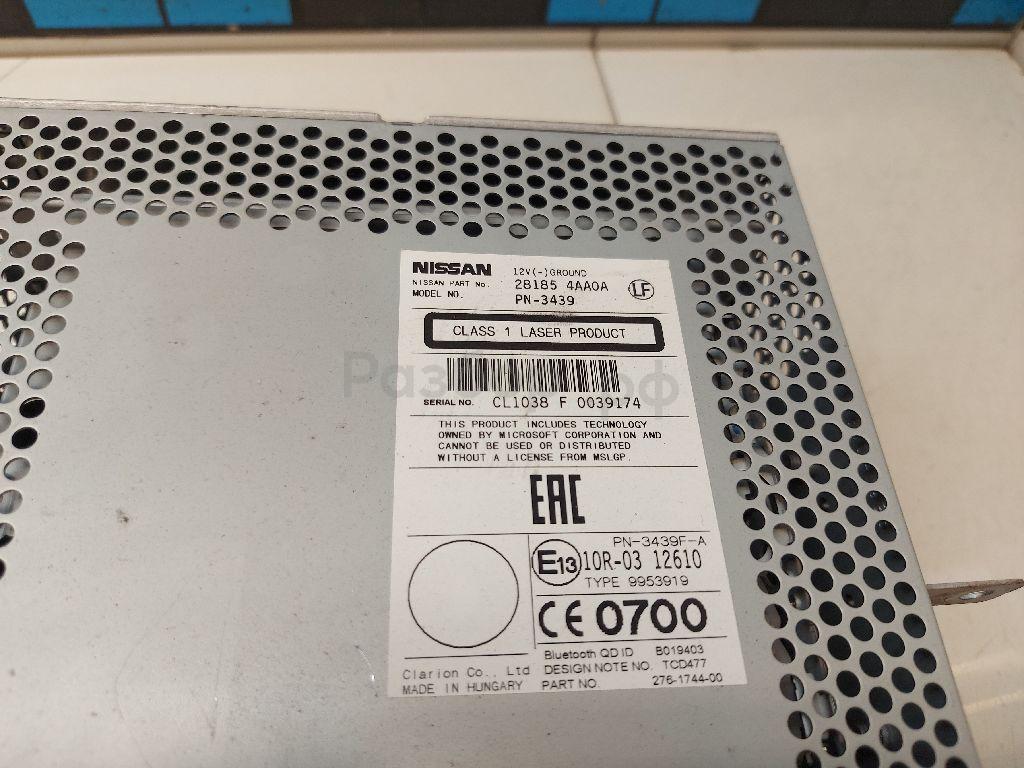 NISSAN 12V(-)GROUND
NISSAN PART No. 28185 4AA0A LF
MODEL NO. PN-3439
CLASS 1 LASER PRODUCT
SERIAL NO. CL1038 F 0039174
THIS PRODUCT INCLUDES TECHNOLOGY
OWNED BY MICROSOFT CORPORATION AND
CANNOT BE USED OR DISTRIBUTED
WITHOUT A LICENSE FROM MSLGP.
EAC
PN-3439F-A
E13 10R-03 12610
TYPE 9953919
CE 0700
Bluetooth QD ID B019403
DESIGN NOTE NO. TCD477
PART NO. 276-1744-00
Clarion Co., Ltd
MADE IN HUNGARY